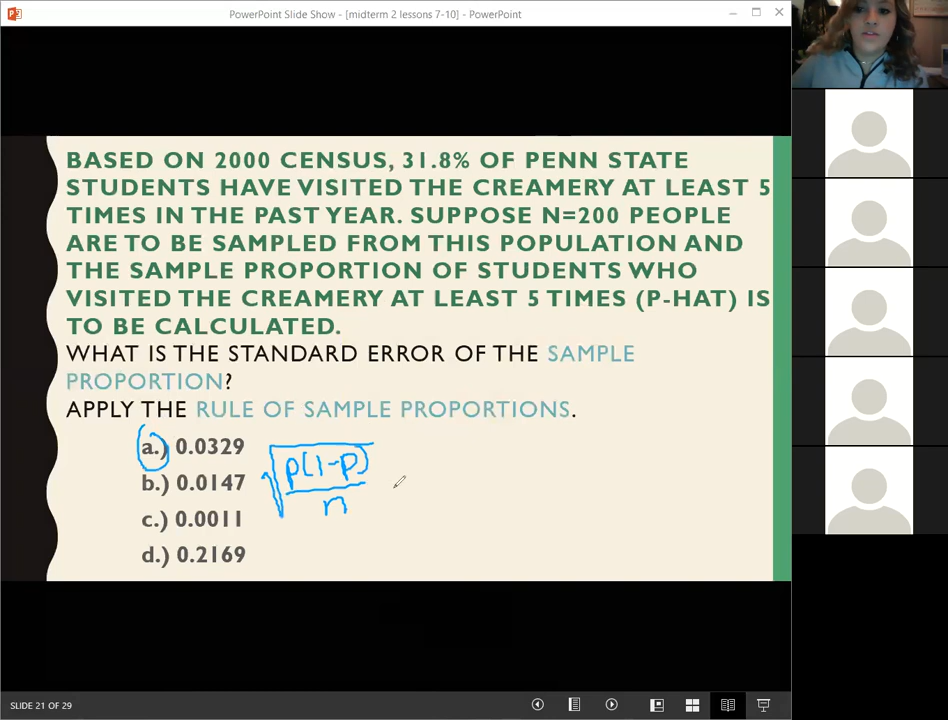 PowerPoint Slide Show - [midterm 2 lessons 7-10] - PowerPoint
BASED ON 2000 CENSUS, 31.8% OF PENN STATE
STUDENTS HAVE VISITED THE CREAMERY AT LEAST 5
TIMES IN THE PAST YEAR. SUPPOSE N=200 PEOPLE
ARE TO BE SAMPLED FROM THIS POPULATION AND
THE SAMPLE PROPORTION OF STUDENTS WHO
VISITED THE CREAMERY AT LEAST 5 TIMES (P-HAT) IS
TO BE CALCULATED.
WHAT IS THE STANDARD ERROR OF THE SAMPLE
PROPORTION?
APPLY THE RULE OF SAMPLE PROPORTIONS.
a.) 0.0329
b.) 0.0147
c.) 0.0011
d.) 0.2169
√p(1-p)
n
SLIDE 21 OF 29